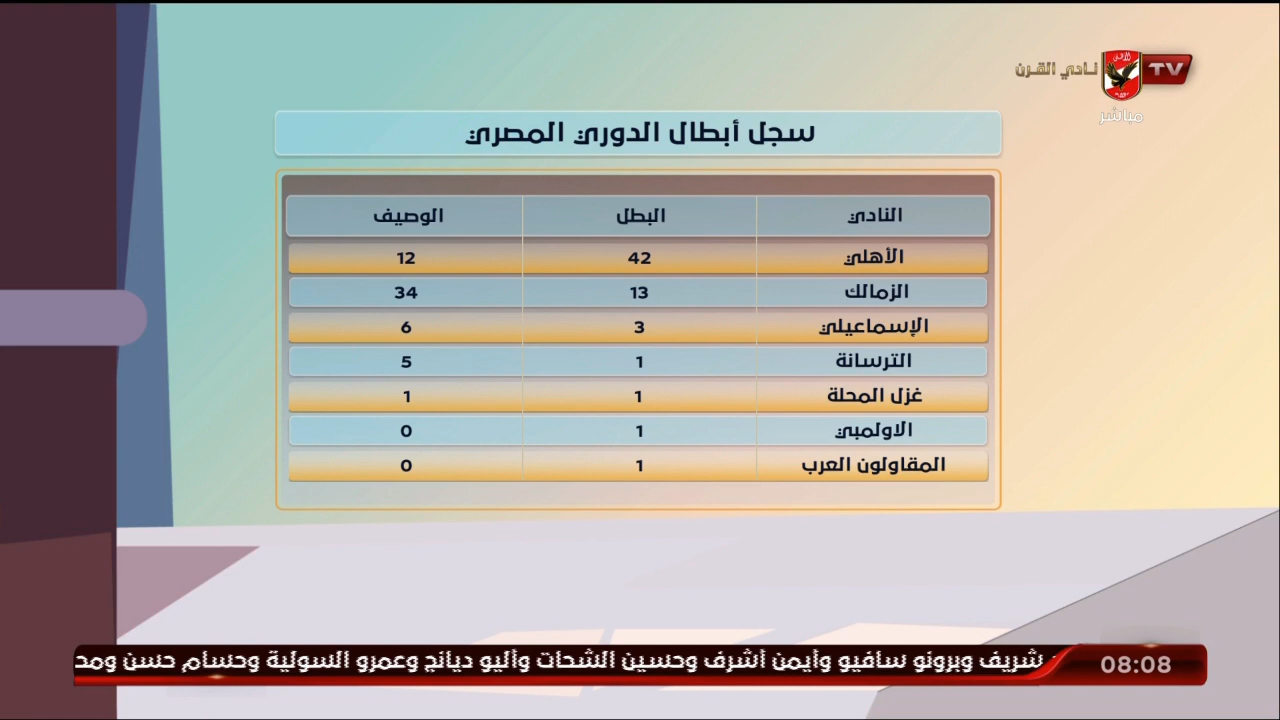 نادي القرن TV
مباشر
سجل أبطال الدوري المصري
النادي البطل الوصيف
الأهلي 42 12
الزمالك 13 34
الإسماعيلي 3 6
الترسانة 1 5
غزل المحلة 1 1
الاولمبي 1 0
المقاولون العرب 1 0
08:08 شريف وبرونو سافيو وأيمن أشرف وحسين الشحات وأليو ديانج وعمرو السولية وحسام حسن ومد